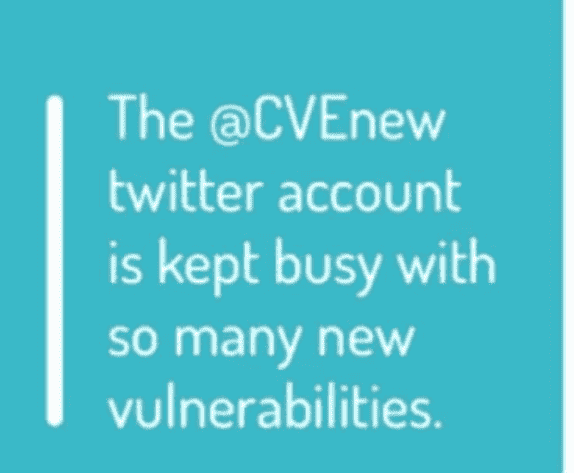 The @CVEnew
twitter account
is kept busy with
so many new
vulnerabilities.